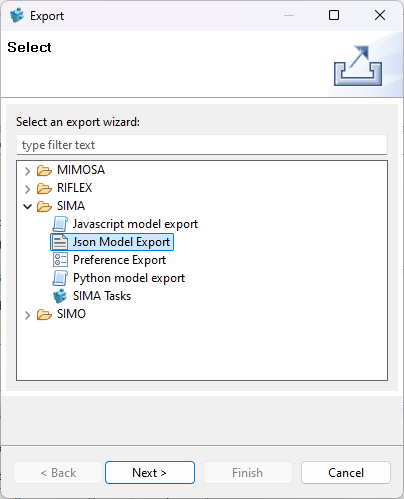 Export
Select
Select an export wizard:
type filter text
MIMOSA
RIFLEX
SIMA
Javascript model export
Json Model Export
Preference Export
Python model export
SIMA Tasks
SIMO
< Back
Next >
Finish
Cancel